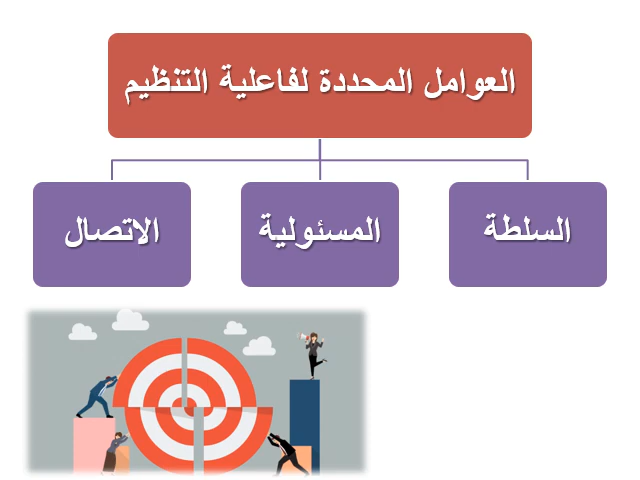 العوامل المحددة لفاعلية التنظيم
السلطة
المسئولية
الاتصال